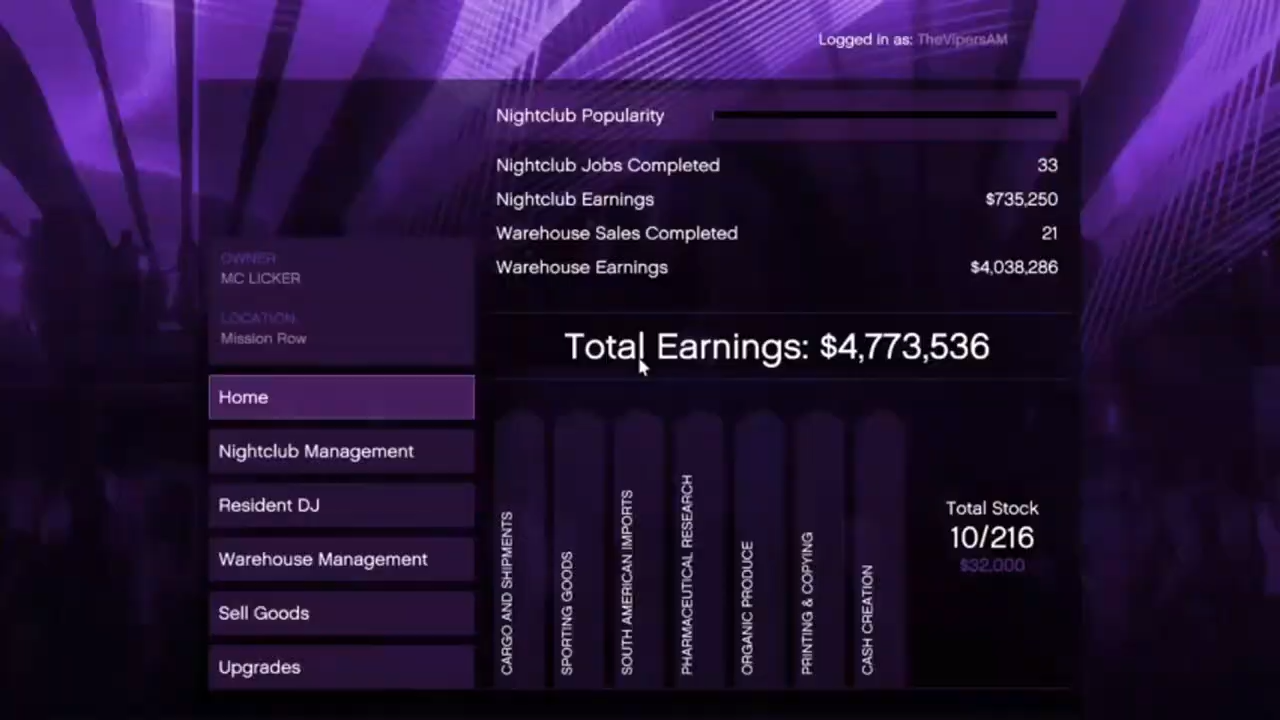 Logged in as: TheVipersAM
Nightclub Popularity
Nightclub Jobs Completed 33
Nightclub Earnings $735,250
Warehouse Sales Completed 21
Warehouse Earnings $4,038,286
OWNER
MC LICKER
LOCATION
Mission Row
Total Earnings: $4,773,536
Home
Nightclub Management
Resident DJ
Warehouse Management
Sell Goods
Upgrades
CARGO AND SHIPMENTS
SPORTING GOODS
SOUTH AMERICAN IMPORTS
PHARMACEUTICAL RESEARCH
ORGANIC PRODUCE
PRINTING & COPYING
CASH CREATION
Total Stock
10/216
$32,000